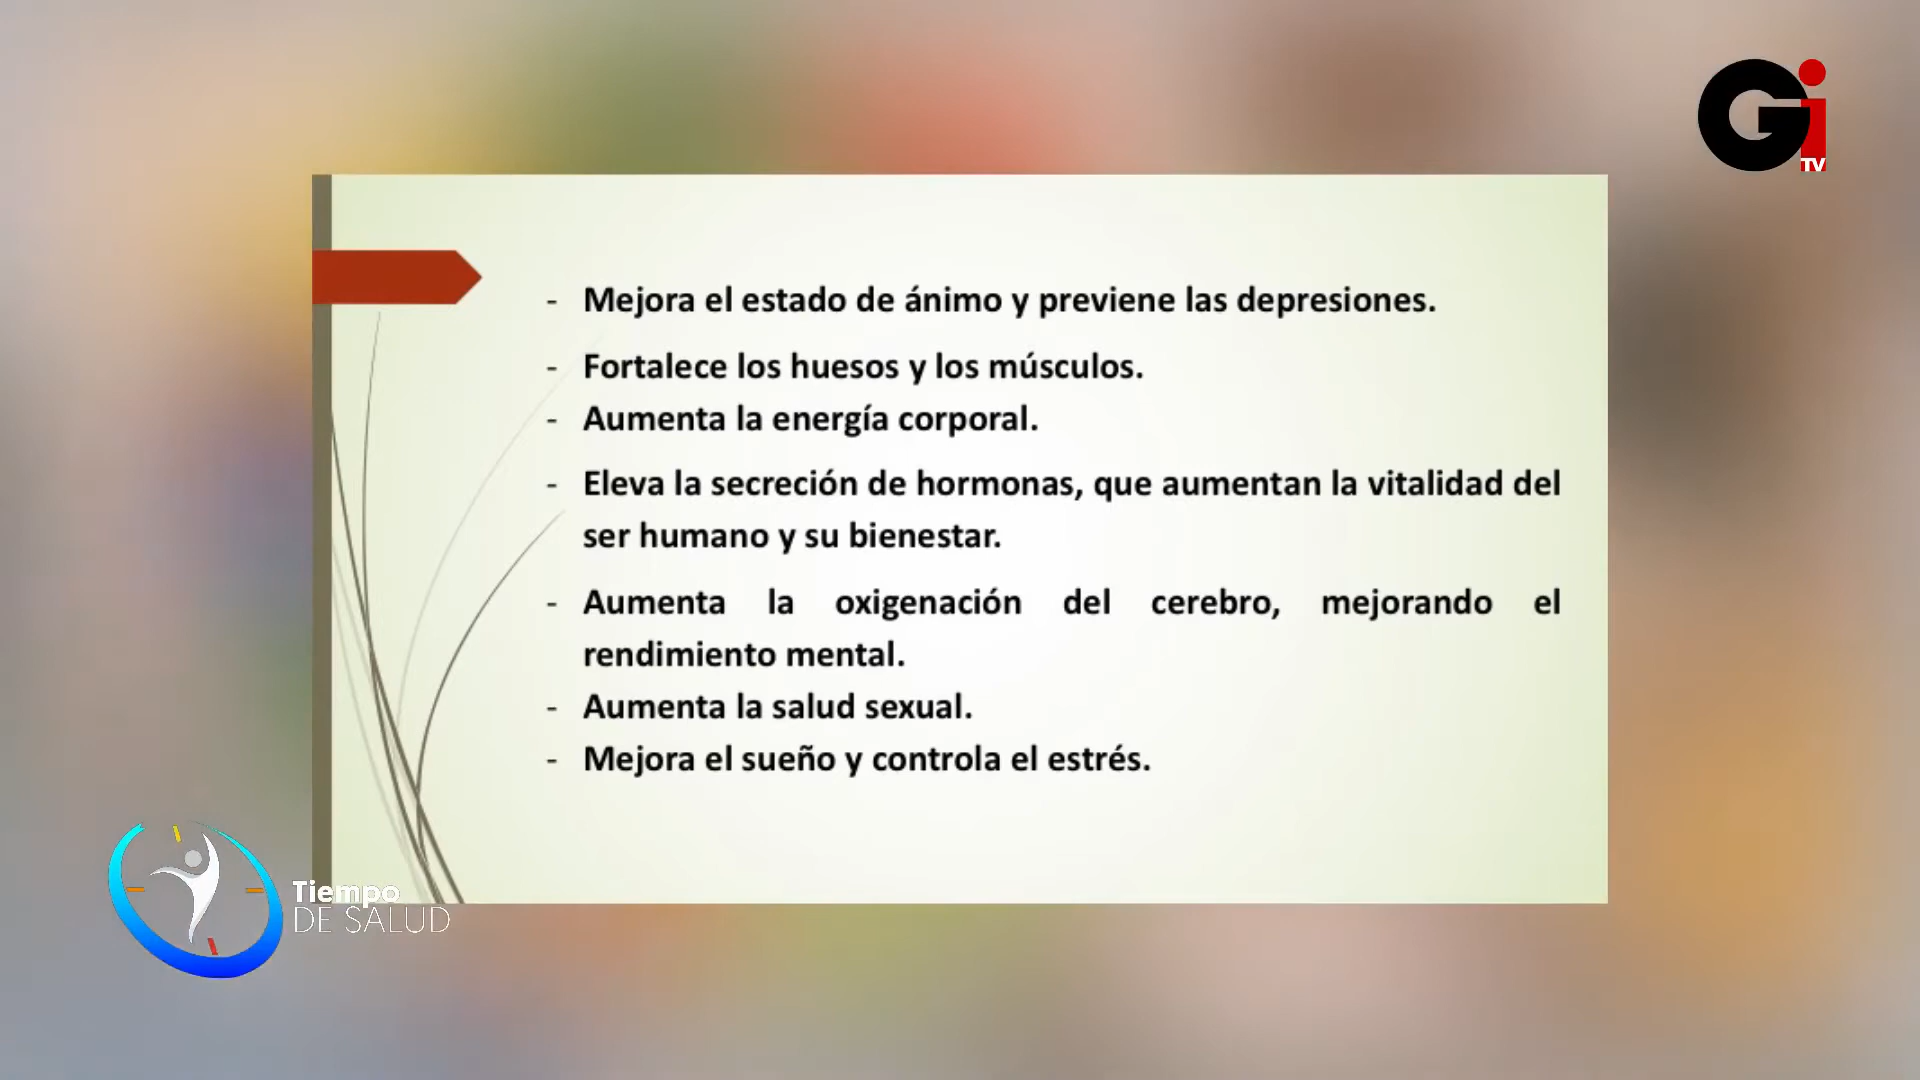 Gi
TV
- Mejora el estado de ánimo y previene las depresiones.
- Fortalece los huesos y los músculos.
- Aumenta la energía corporal.
- Eleva la secreción de hormonas, que aumentan la vitalidad del
ser humano y su bienestar.
- Aumenta la oxigenación del cerebro, mejorando el
rendimiento mental.
- Aumenta la salud sexual.
- Mejora el sueño y controla el estrés.
Tiempo
DE SALUD